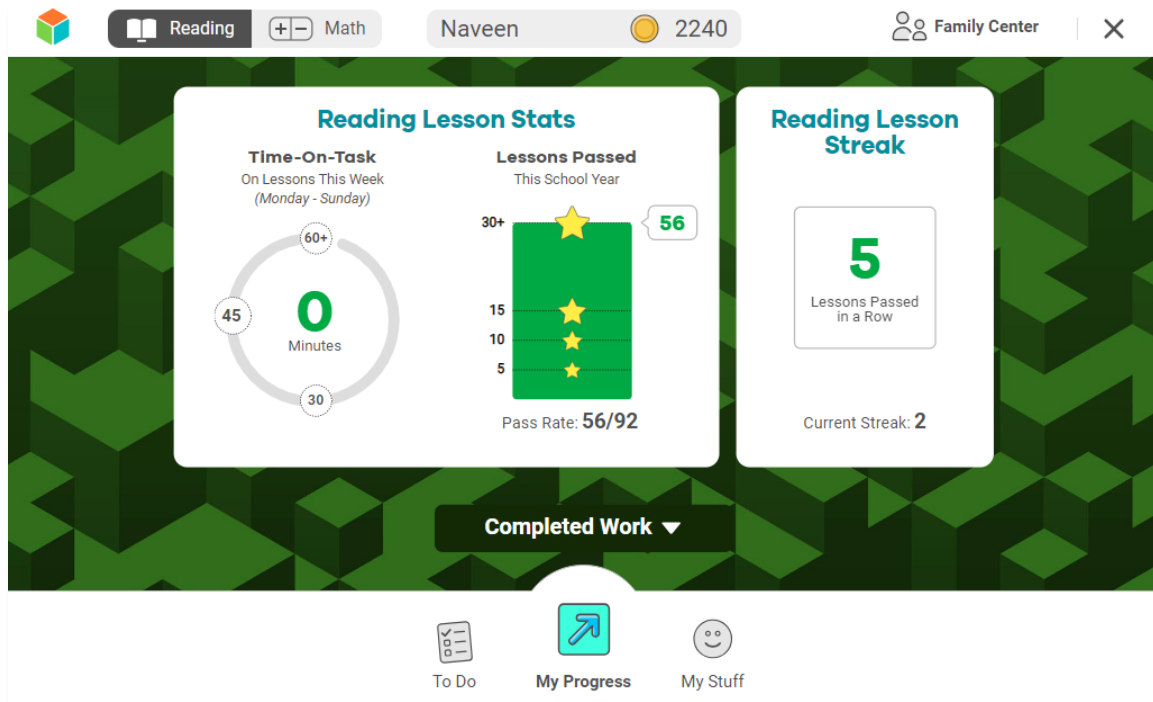 Reading
Math
Naveen
2240
Family Center
Reading Lesson Stats
Time-On-Task
On Lessons This Week
(Monday - Sunday)
60+
45
0
Minutes
30
Lessons Passed
This School Year
30+
56
15
10
5
Pass Rate: 56/92
Reading Lesson
Streak
5
Lessons Passed
in a Row
Current Streak: 2
Completed Work
To Do
My Progress
My Stuff